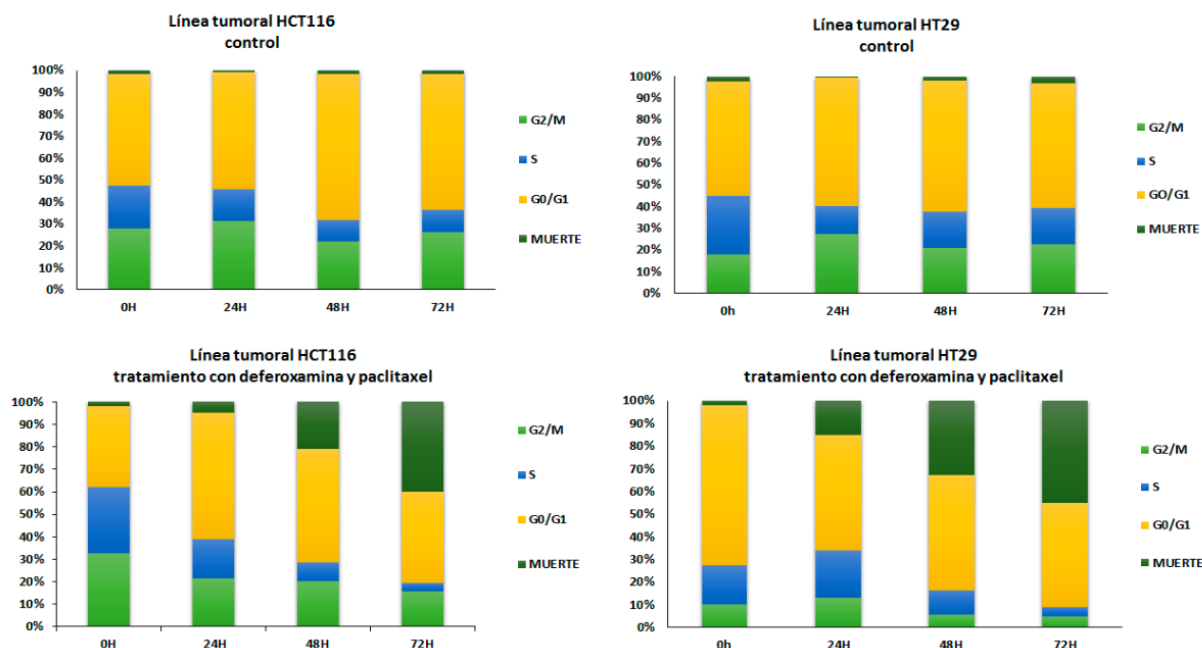 Línea tumoral HCT116
control
100%
90%
80%
70%
60%
50%
40%
30%
20%
10%
0%
0H 24H 48H 72H
G2/M
S
G0/G1
MUERTE
Línea tumoral HT29
control
100%
90%
80%
70%
60%
50%
40%
30%
20%
10%
0%
0h 24H 48H 72H
G2/M
S
GO/G1
MUERTE
Línea tumoral HCT116
tratamiento con deferoxamina y paclitaxel
100%
90%
80%
70%
60%
50%
40%
30%
20%
10%
0%
0H 24H 48H 72H
G2/M
S
G0/G1
MUERTE
Línea tumoral HT29
tratamiento con deferoxamina y paclitaxel
100%
90%
80%
70%
60%
50%
40%
30%
20%
10%
0%
0h 24H 48H 72H
G2/M
S
G0/G1
MUERTE